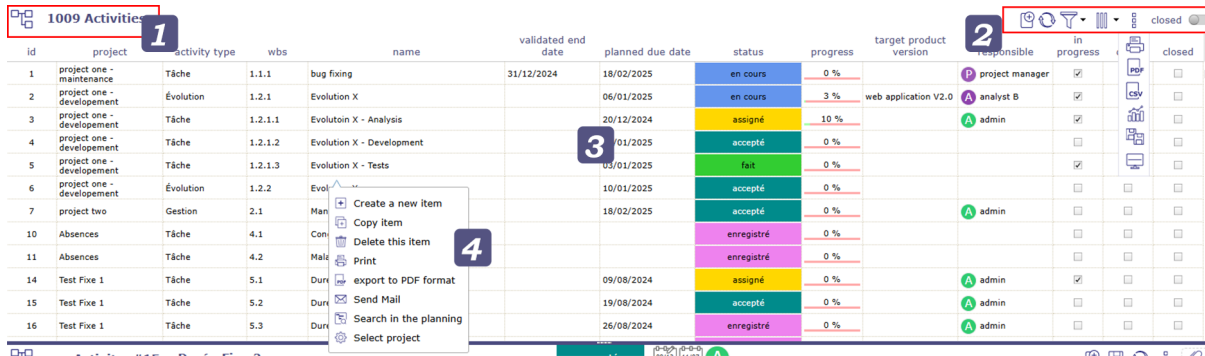 1009 Activities
1
2
closed
id project activity type wbs name validated end date planned due date status progress target product version responsible in progress closed
1 project one - maintenance Tâche 1.1.1 bug fixing 31/12/2024 18/02/2025 en cours 0 % P project manager
PDF
2 project one - developement Évolution 1.2.1 Evolution X 06/01/2025 en cours 3 % web application V2.0 A analyst B
CSV
3 project one - developement Tâche 1.2.1.1 Evolutoin X - Analysis 20/12/2024 assigné 10 % A admin
4 project one - developement Tâche 1.2.1.2 Evolution X - Development /01/2025 accepté 0 %
3
5 project one - developement Tâche 1.2.1.3 Evolution X - Tests 03/01/2025 fait 0 %
6 project one - developement Évolution 1.2.2 10/01/2025 accepté 0 %
7 project two Gestion 2.1 Man 18/02/2025 accepté 0 % A admin
10 Absences Tâche 4.1 enregistré 0 %
11 Absences Tâche 4.2 Mala enregistré 0 %
14 Test Fixe 1 Tâche 5.1 Dur 09/08/2024 assigné 0 % A admin
15 Test Fixe 1 Tâche 5.2 Dur 19/08/2024 accepté 0 % A admin
16 Test Fixe 1 Tâche 5.3 Dur 26/08/2024 enregistré 0 % A admin
Create a new item
Copy item
Delete this item
4
Print
export to PDF format
Send Mail
Search in the planning
Select project
A